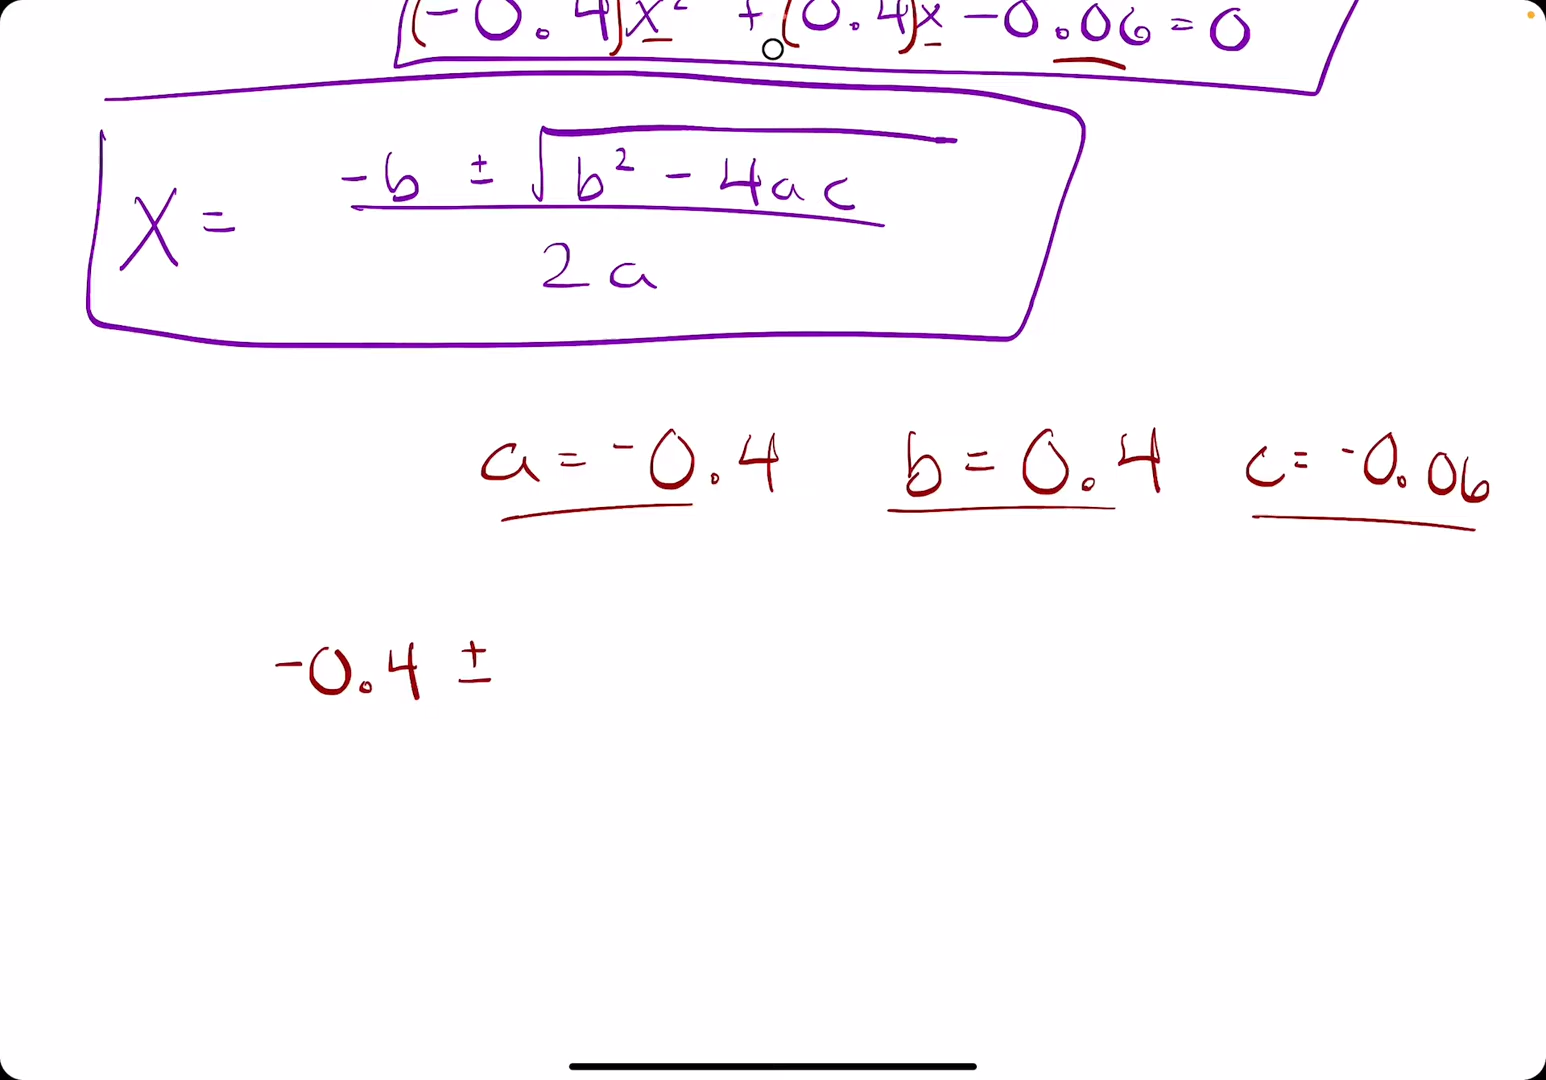 (-0.4)x² + (0.4)x - 0.06 = 0
X = -b ± √b² - 4ac
2a
a = -0.4 b = 0.4 c = -0.06
-0.4 ±